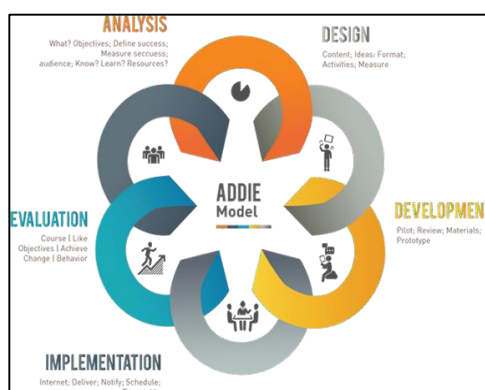 ANALYSIS
What? Objectives; Define success;
Measure seccuess;
audience; Know? Learn? Resources?
DESIGN
Content; Ideas: Format;
Activities; Measure
ADDIE
Model
EVALUATION
Course | Like
Objectives | Achieve
Change | Behavior
DEVELOPMEN
Pilot; Review; Materials;
Prototype
IMPLEMENTATION
Internet; Deliver; Notify; Schedule;